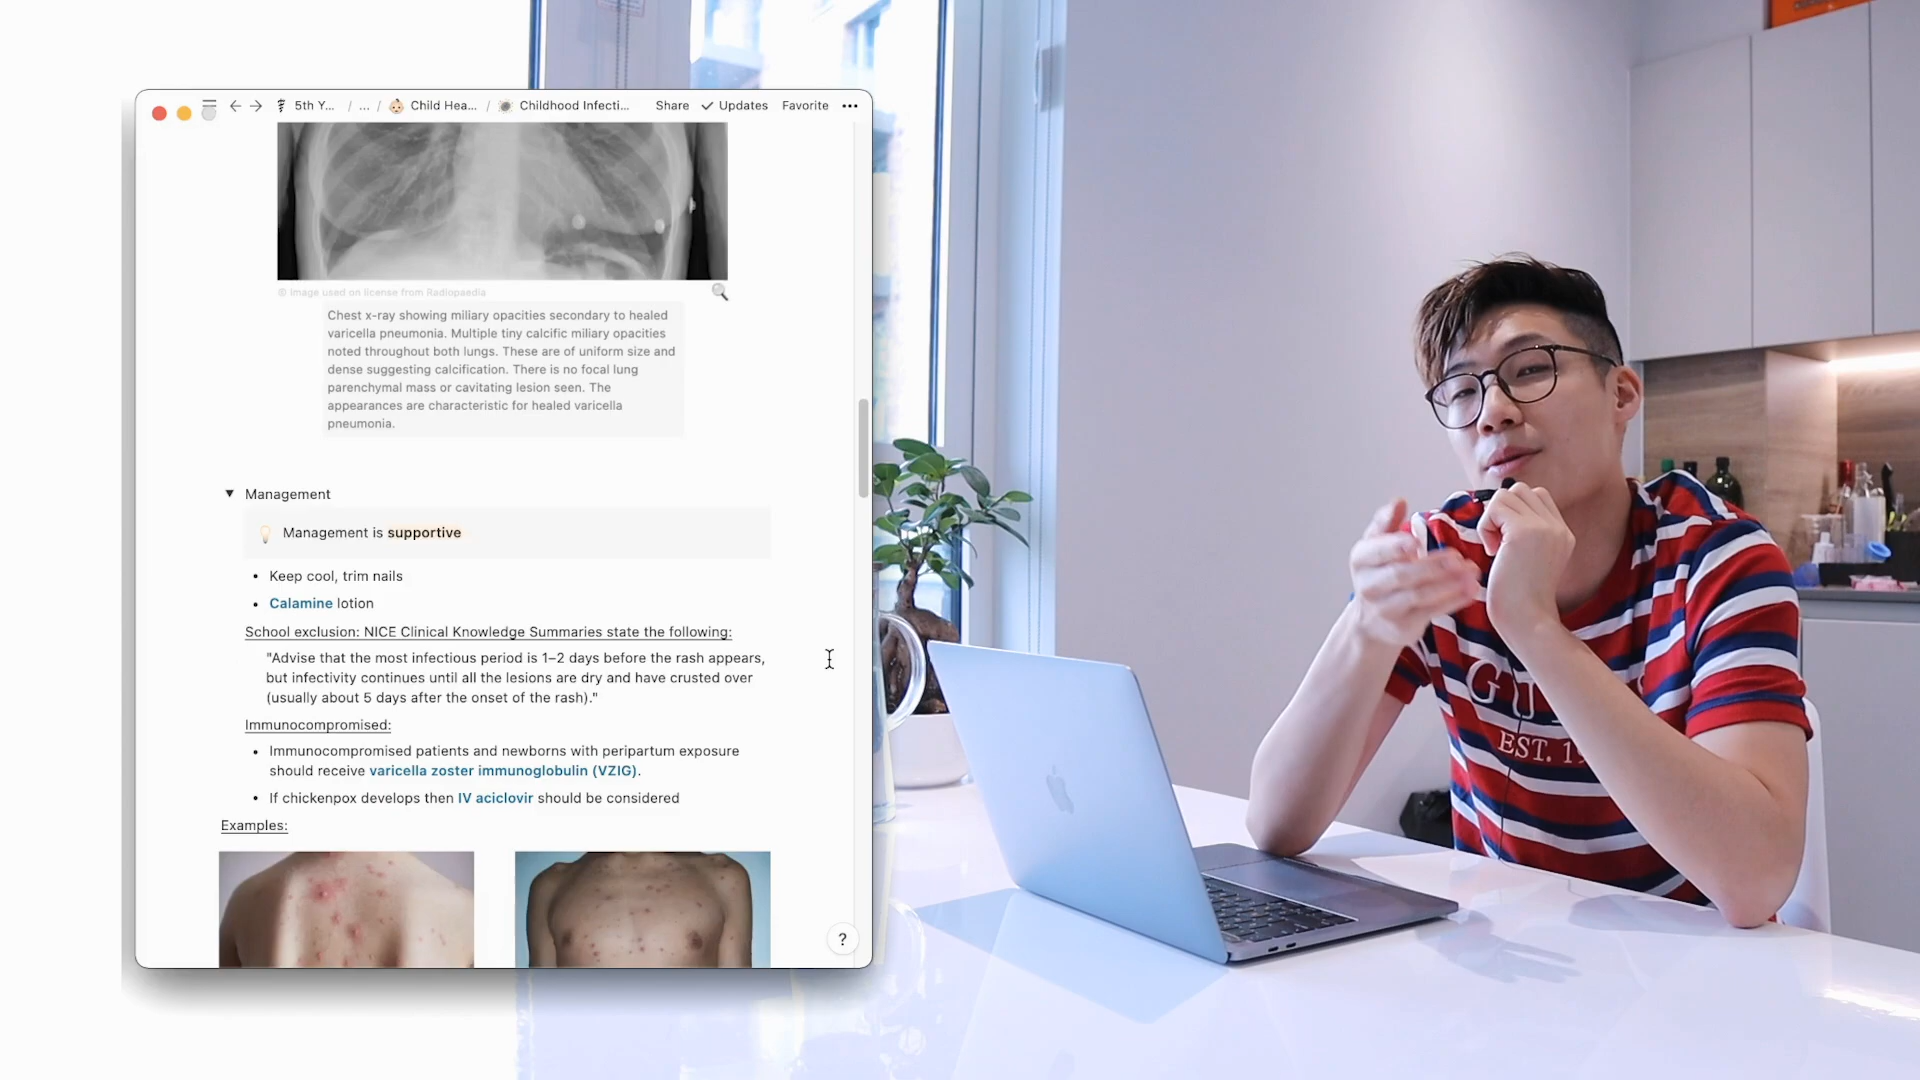 5th Y... / ... / Child Hea... / Childhood Infecti... Share Updates Favorite
© Image used on license from Radiopaedia
Chest x-ray showing miliary opacities secondary to healed
varicella pneumonia. Multiple tiny calcific miliary opacities
noted throughout both lungs. These are of uniform size and
dense suggesting calcification. There is no focal lung
parenchymal mass or cavitating lesion seen. The
appearances are characteristic for healed varicella
pneumonia.
Management
Management is supportive
• Keep cool, trim nails
• Calamine lotion
School exclusion: NICE Clinical Knowledge Summaries state the following:
"Advise that the most infectious period is 1–2 days before the rash appears,
but infectivity continues until all the lesions are dry and have crusted over
(usually about 5 days after the onset of the rash)."
Immunocompromised:
• Immunocompromised patients and newborns with peripartum exposure
should receive varicella zoster immunoglobulin (VZIG).
• If chickenpox develops then IV aciclovir should be considered
Examples:
?
EST. 1